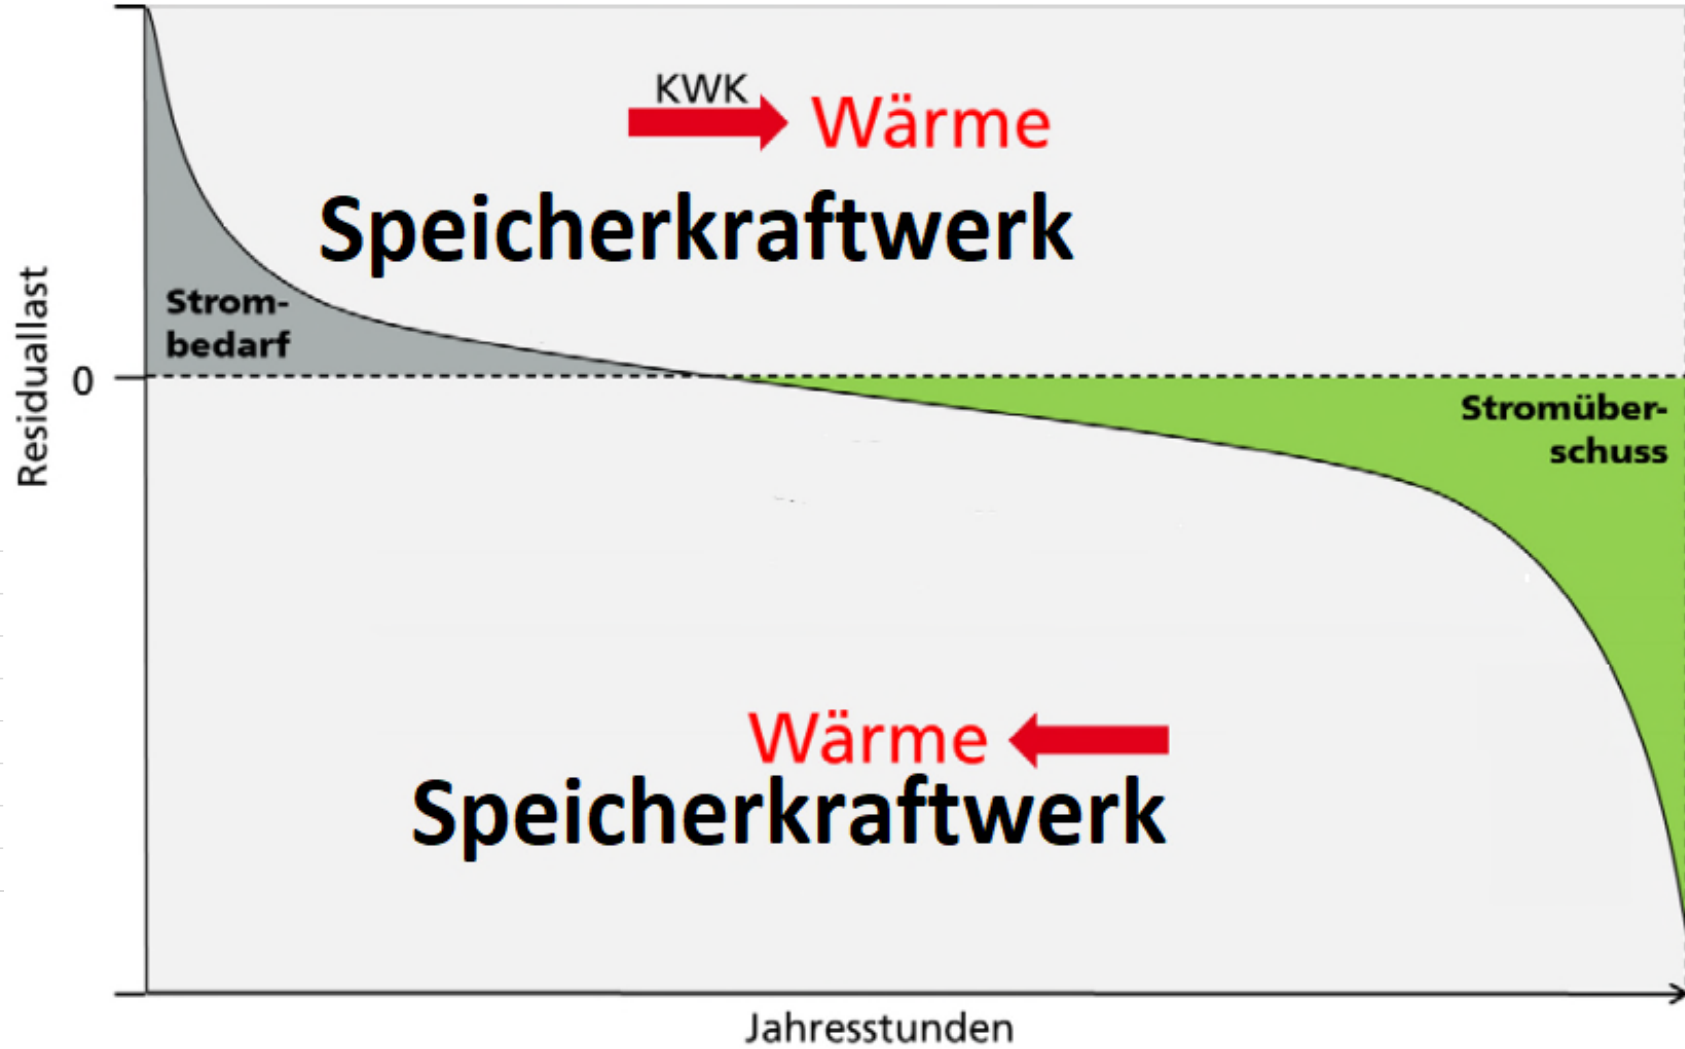 KWK
Wärme
Speicherkraftwerk
Strom-
bedarf
Residuallast
0
Stromüber-
schuss
Wärme
Speicherkraftwerk
Jahresstunden